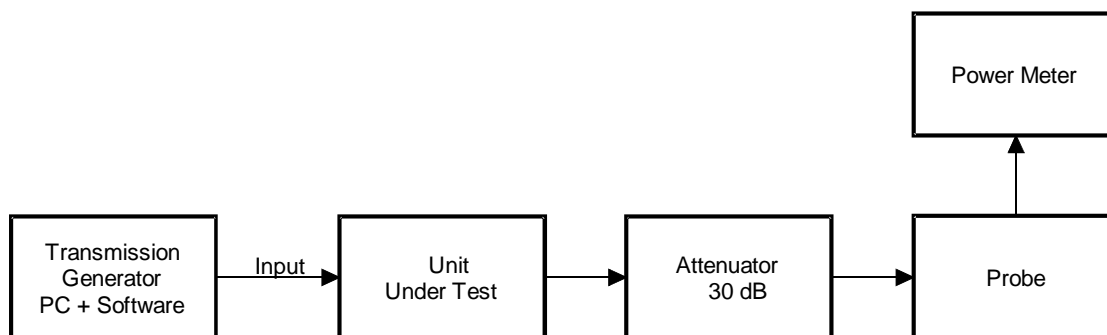 Power Meter
Transmission
Generator
PC + Software
Input
Unit
Under Test
Attenuator
30 dB
Probe